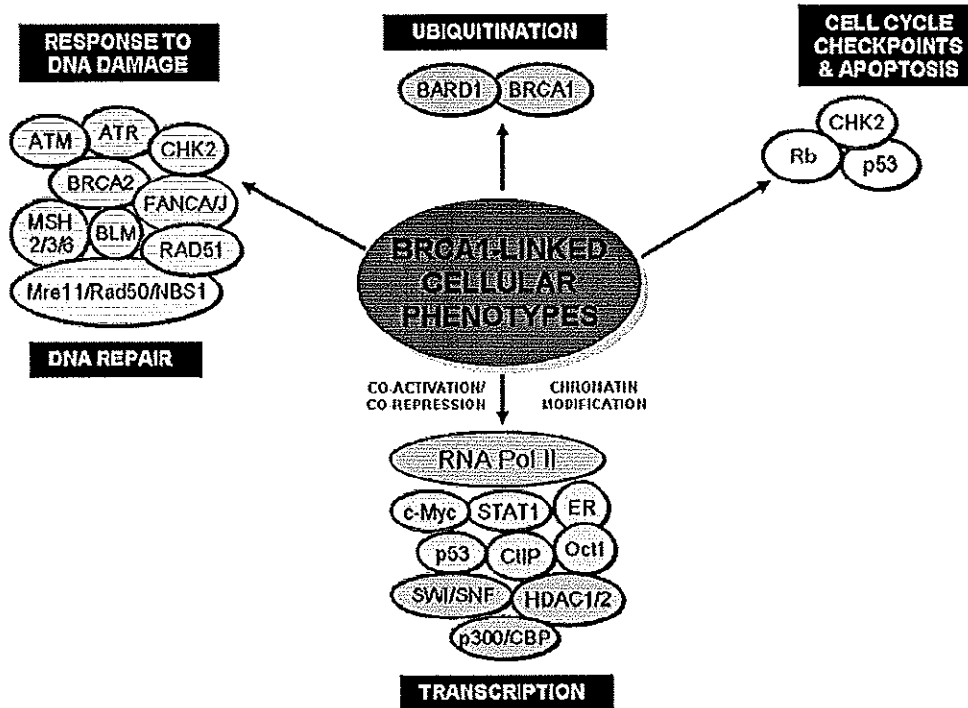 RESPONSE TO
DNA DAMAGE
ATM
ATR
CHK2
BRCA2
FANCA/J
MSH
2/3/6
BLM
RAD51
Mre11/Rad50/NBS1
DNA REPAIR
UBIQUITINATION
BARD1
BRCA1
CELL CYCLE
CHECKPOINTS
& APOPTOSIS
CHK2
Rb
p53
BRCA1-LINKED
CELLULAR
PHENOTYPES
CO-ACTIVATION/
CO-REPRESSION
CHROMATIN
MODIFICATION
RNA Pol II
c-Myc
STAT1
ER
p53
CtIP
Oct1
SWI/SNF
HDAC1/2
p300/CBP
TRANSCRIPTION